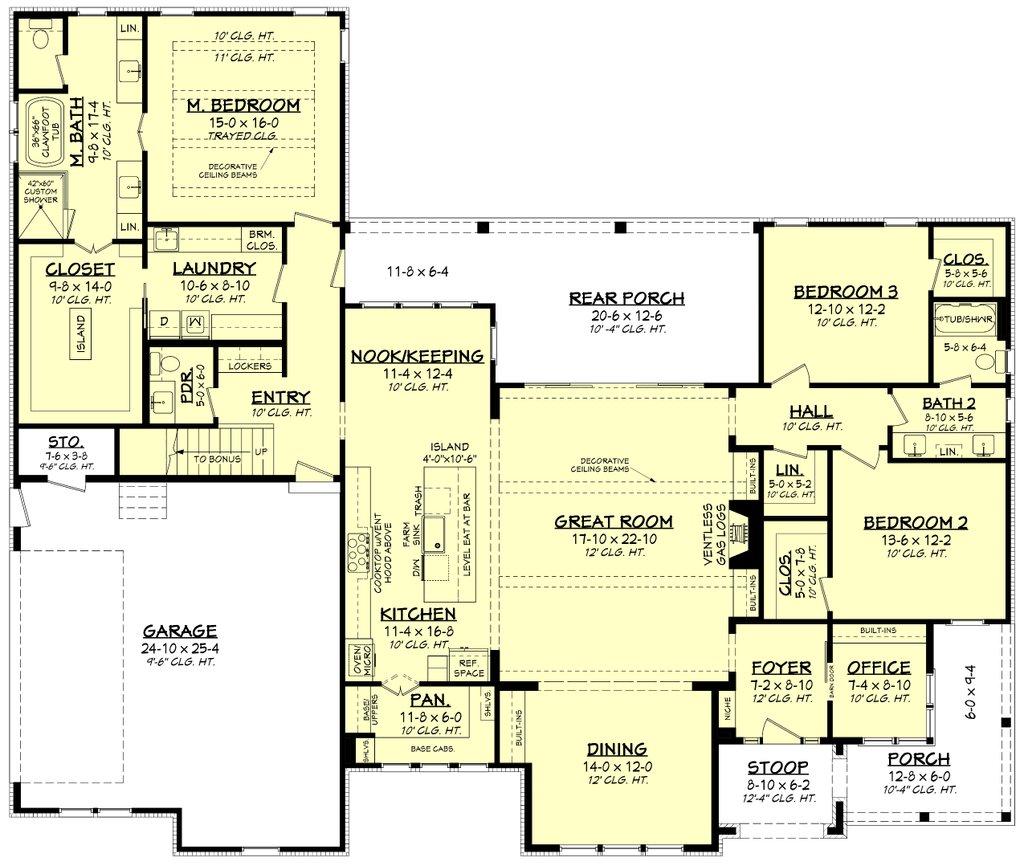 LIN.
36"x66"
CLAWFOOT
TUB
M. BATH
9-8 x 17-4
10' CLG. HT.
42"x60"
CUSTOM
SHOWER
LIN.
10' CLG. HT.
11' CLG. HT.
M. BEDROOM
15-0 x 16-0
TRAYED CLG.
DECORATIVE
CEILING BEAMS
CLOSET
9-8 x 14-0
10' CLG. HT.
ISLAND
BRM.
CLOS.
LAUNDRY
10-6 x 8-10
10' CLG. HT.
D
W
PDR.
5-0 x 6-0
LOCKERS
ENTRY
10' CLG. HT.
STO.
7-6 x 3-8
9'-6" CLG. HT.
TO BONUS
UP
11-8 x 6-4
REAR PORCH
20-6 x 12-6
10'-4" CLG. HT.
NOOK/KEEPING
11-4 x 12-4
10' CLG. HT.
BEDROOM 3
12-10 x 12-2
10' CLG. HT.
CLOS.
5-8 x 5-6
10' CLG. HT.
TUB/SHWR.
5-8 x 6-4
BATH 2
8-10 x 5-6
10' CLG. HT.
LIN.
HALL
10' CLG. HT.
ISLAND
4'-0"x10'-6"
TRASH
FARM
SINK
D/W
LEVEL EAT AT BAR
COOKTOP W/VENT
HOOD ABOVE
KITCHEN
11-4 x 16-8
10' CLG. HT.
OVEN/
MICRO
REF.
SPACE
DECORATIVE
CEILING BEAMS
GREAT ROOM
17-10 x 22-10
12' CLG. HT.
BUILT-INS
VENTLESS
GAS LOGS
BUILT-INS
LIN.
5-0 x 5-2
10' CLG. HT.
CLOS.
5-0 x 7-8
10' CLG. HT.
BEDROOM 2
13-6 x 12-2
10' CLG. HT.
GARAGE
24-10 x 25-4
9'-6" CLG. HT.
BASE/
UPPERS
PAN.
11-8 x 6-0
10' CLG. HT.
SHLVS.
SHLVS.
BASE CABS.
BUILT-INS
DINING
14-0 x 12-0
12' CLG. HT.
NICHE
FOYER
7-2 x 8-10
12' CLG. HT.
BARN DOOR
BUILT-INS
OFFICE
7-4 x 8-10
10' CLG. HT.
6-0 x 9-4
STOOP
8-10 x 6-2
12'-4" CLG. HT.
PORCH
12-8 x 6-0
10'-4" CLG. HT.